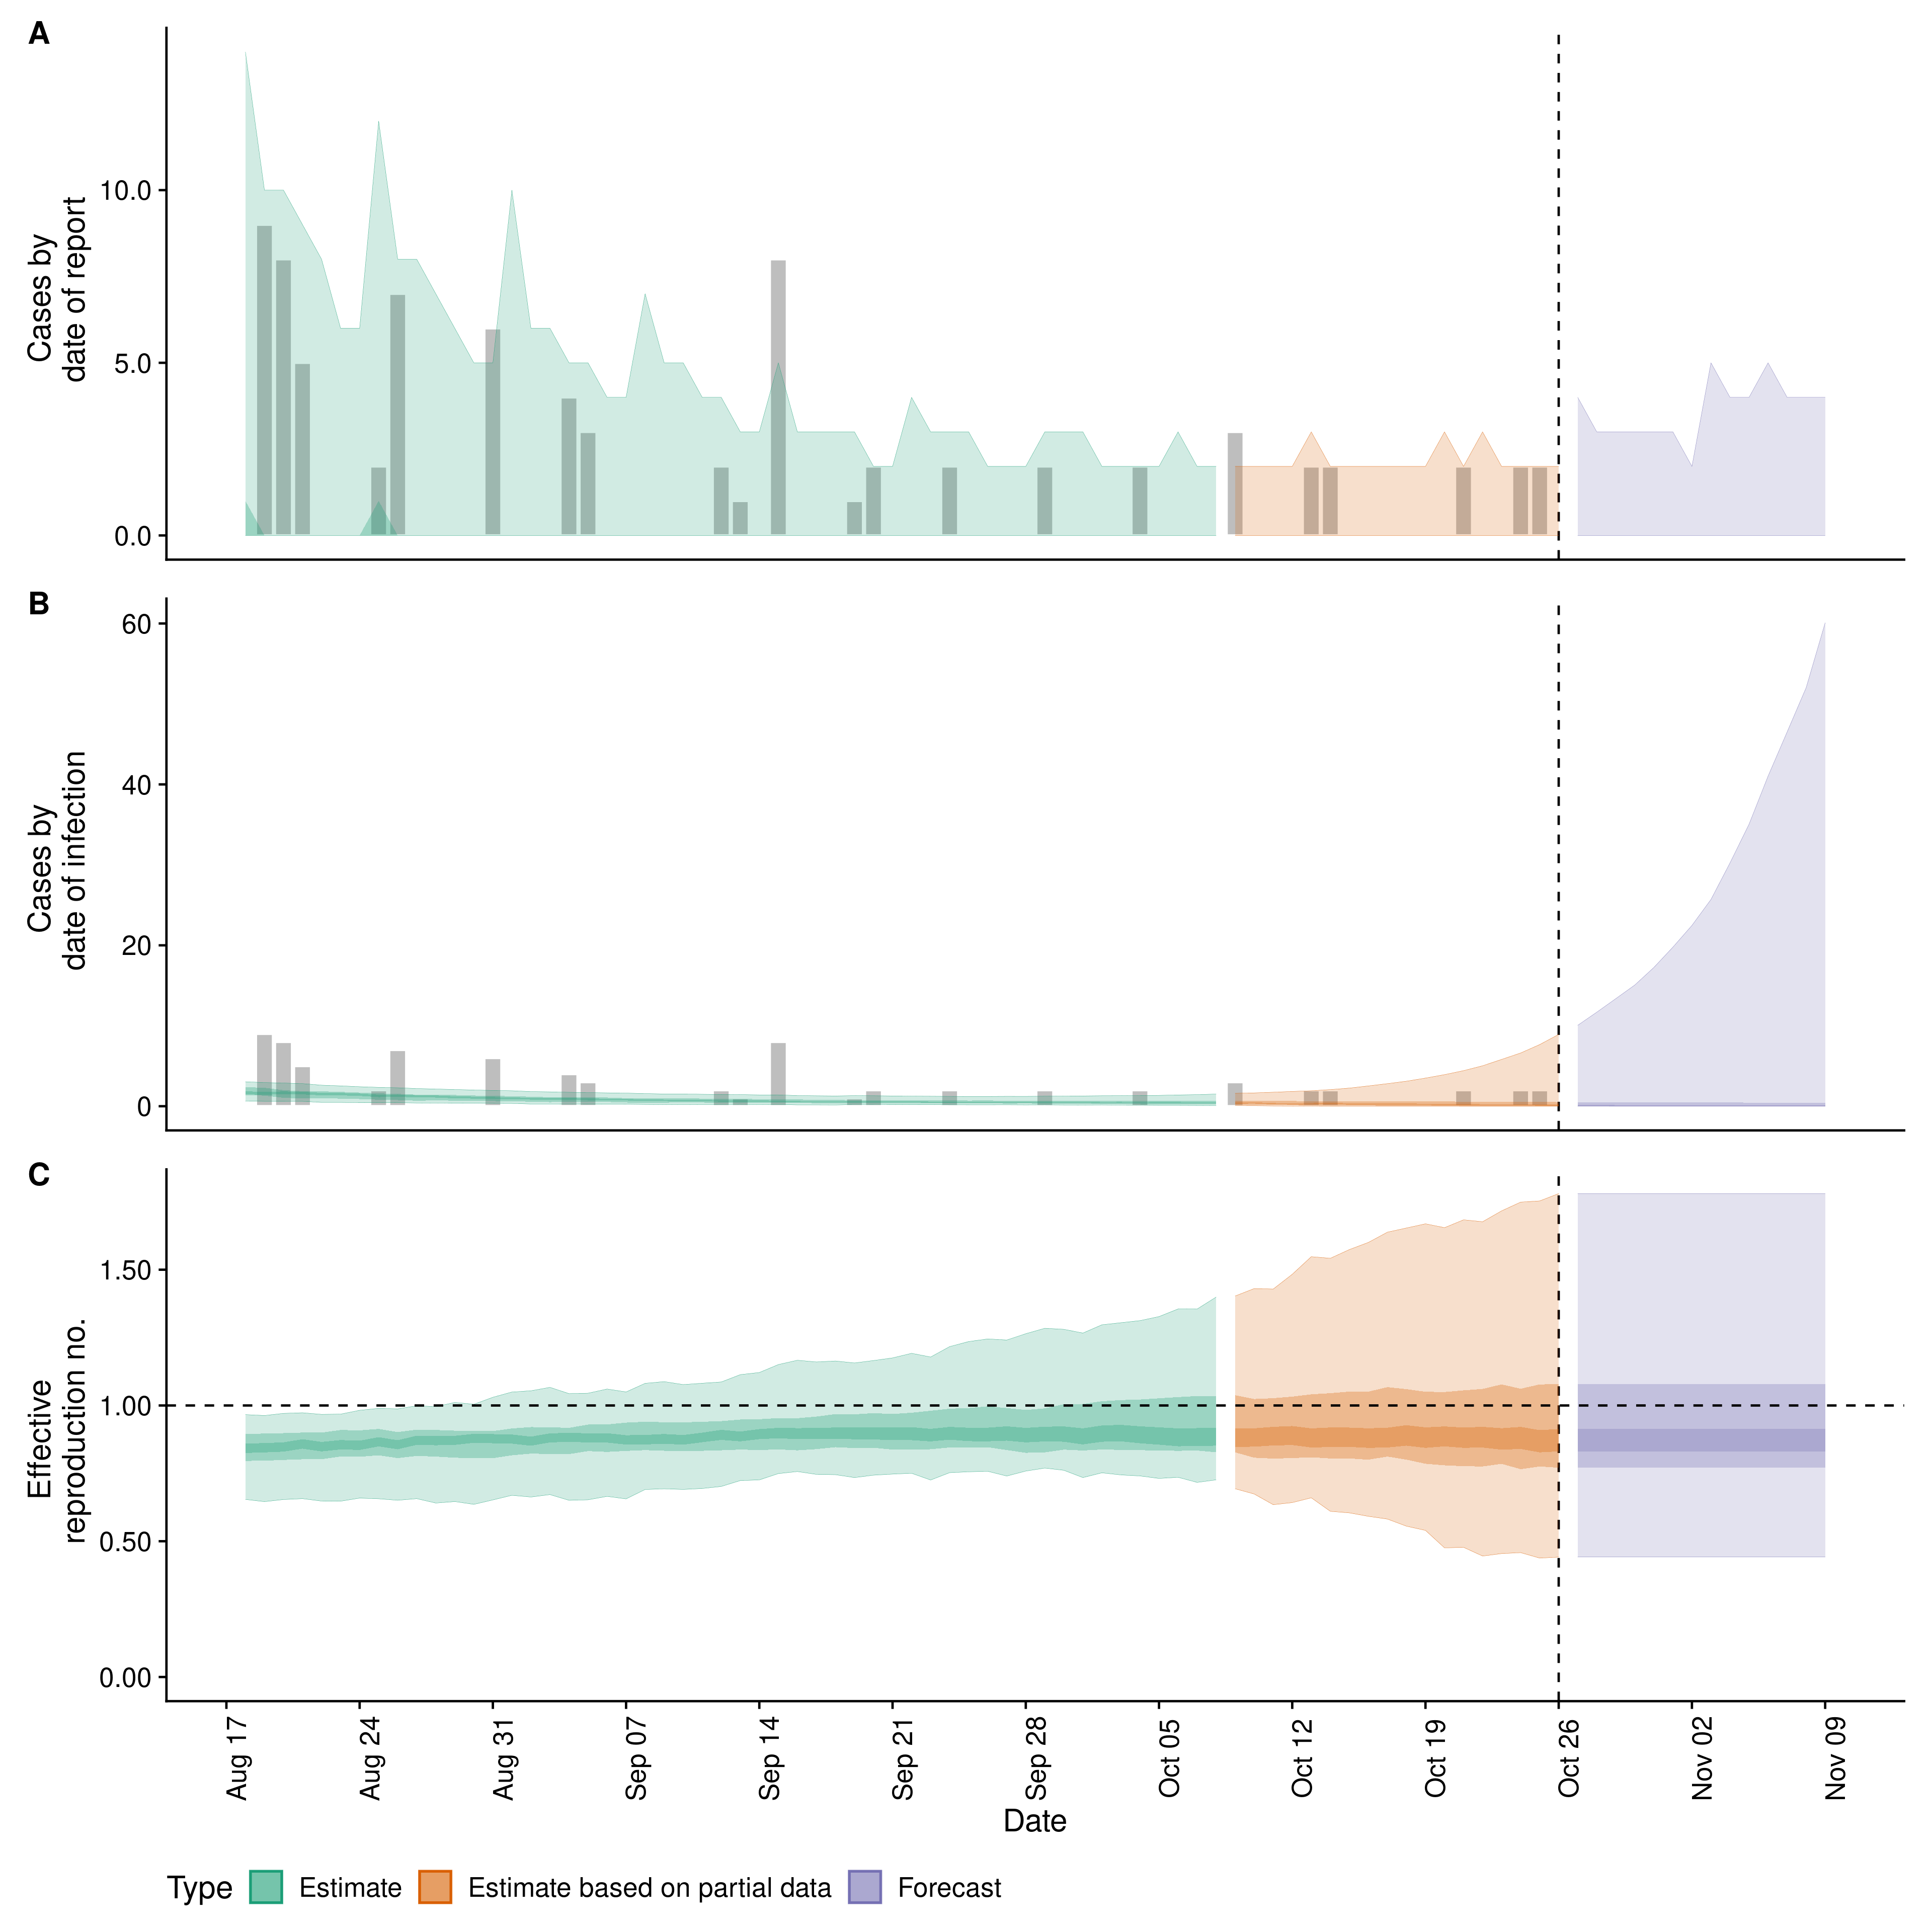 A
Cases by
date of report
10.0
5.0
0.0
B
Cases by
date of infection
60
40
20
0
C
Effective
reproduction no.
1.50
1.00
0.50
0.00
Aug 17
Aug 24
Aug 31
Sep 07
Sep 14
Sep 21
Sep 28
Oct 05
Oct 12
Oct 19
Oct 26
Nov 02
Nov 09
Date
Type Estimate Estimate based on partial data Forecast